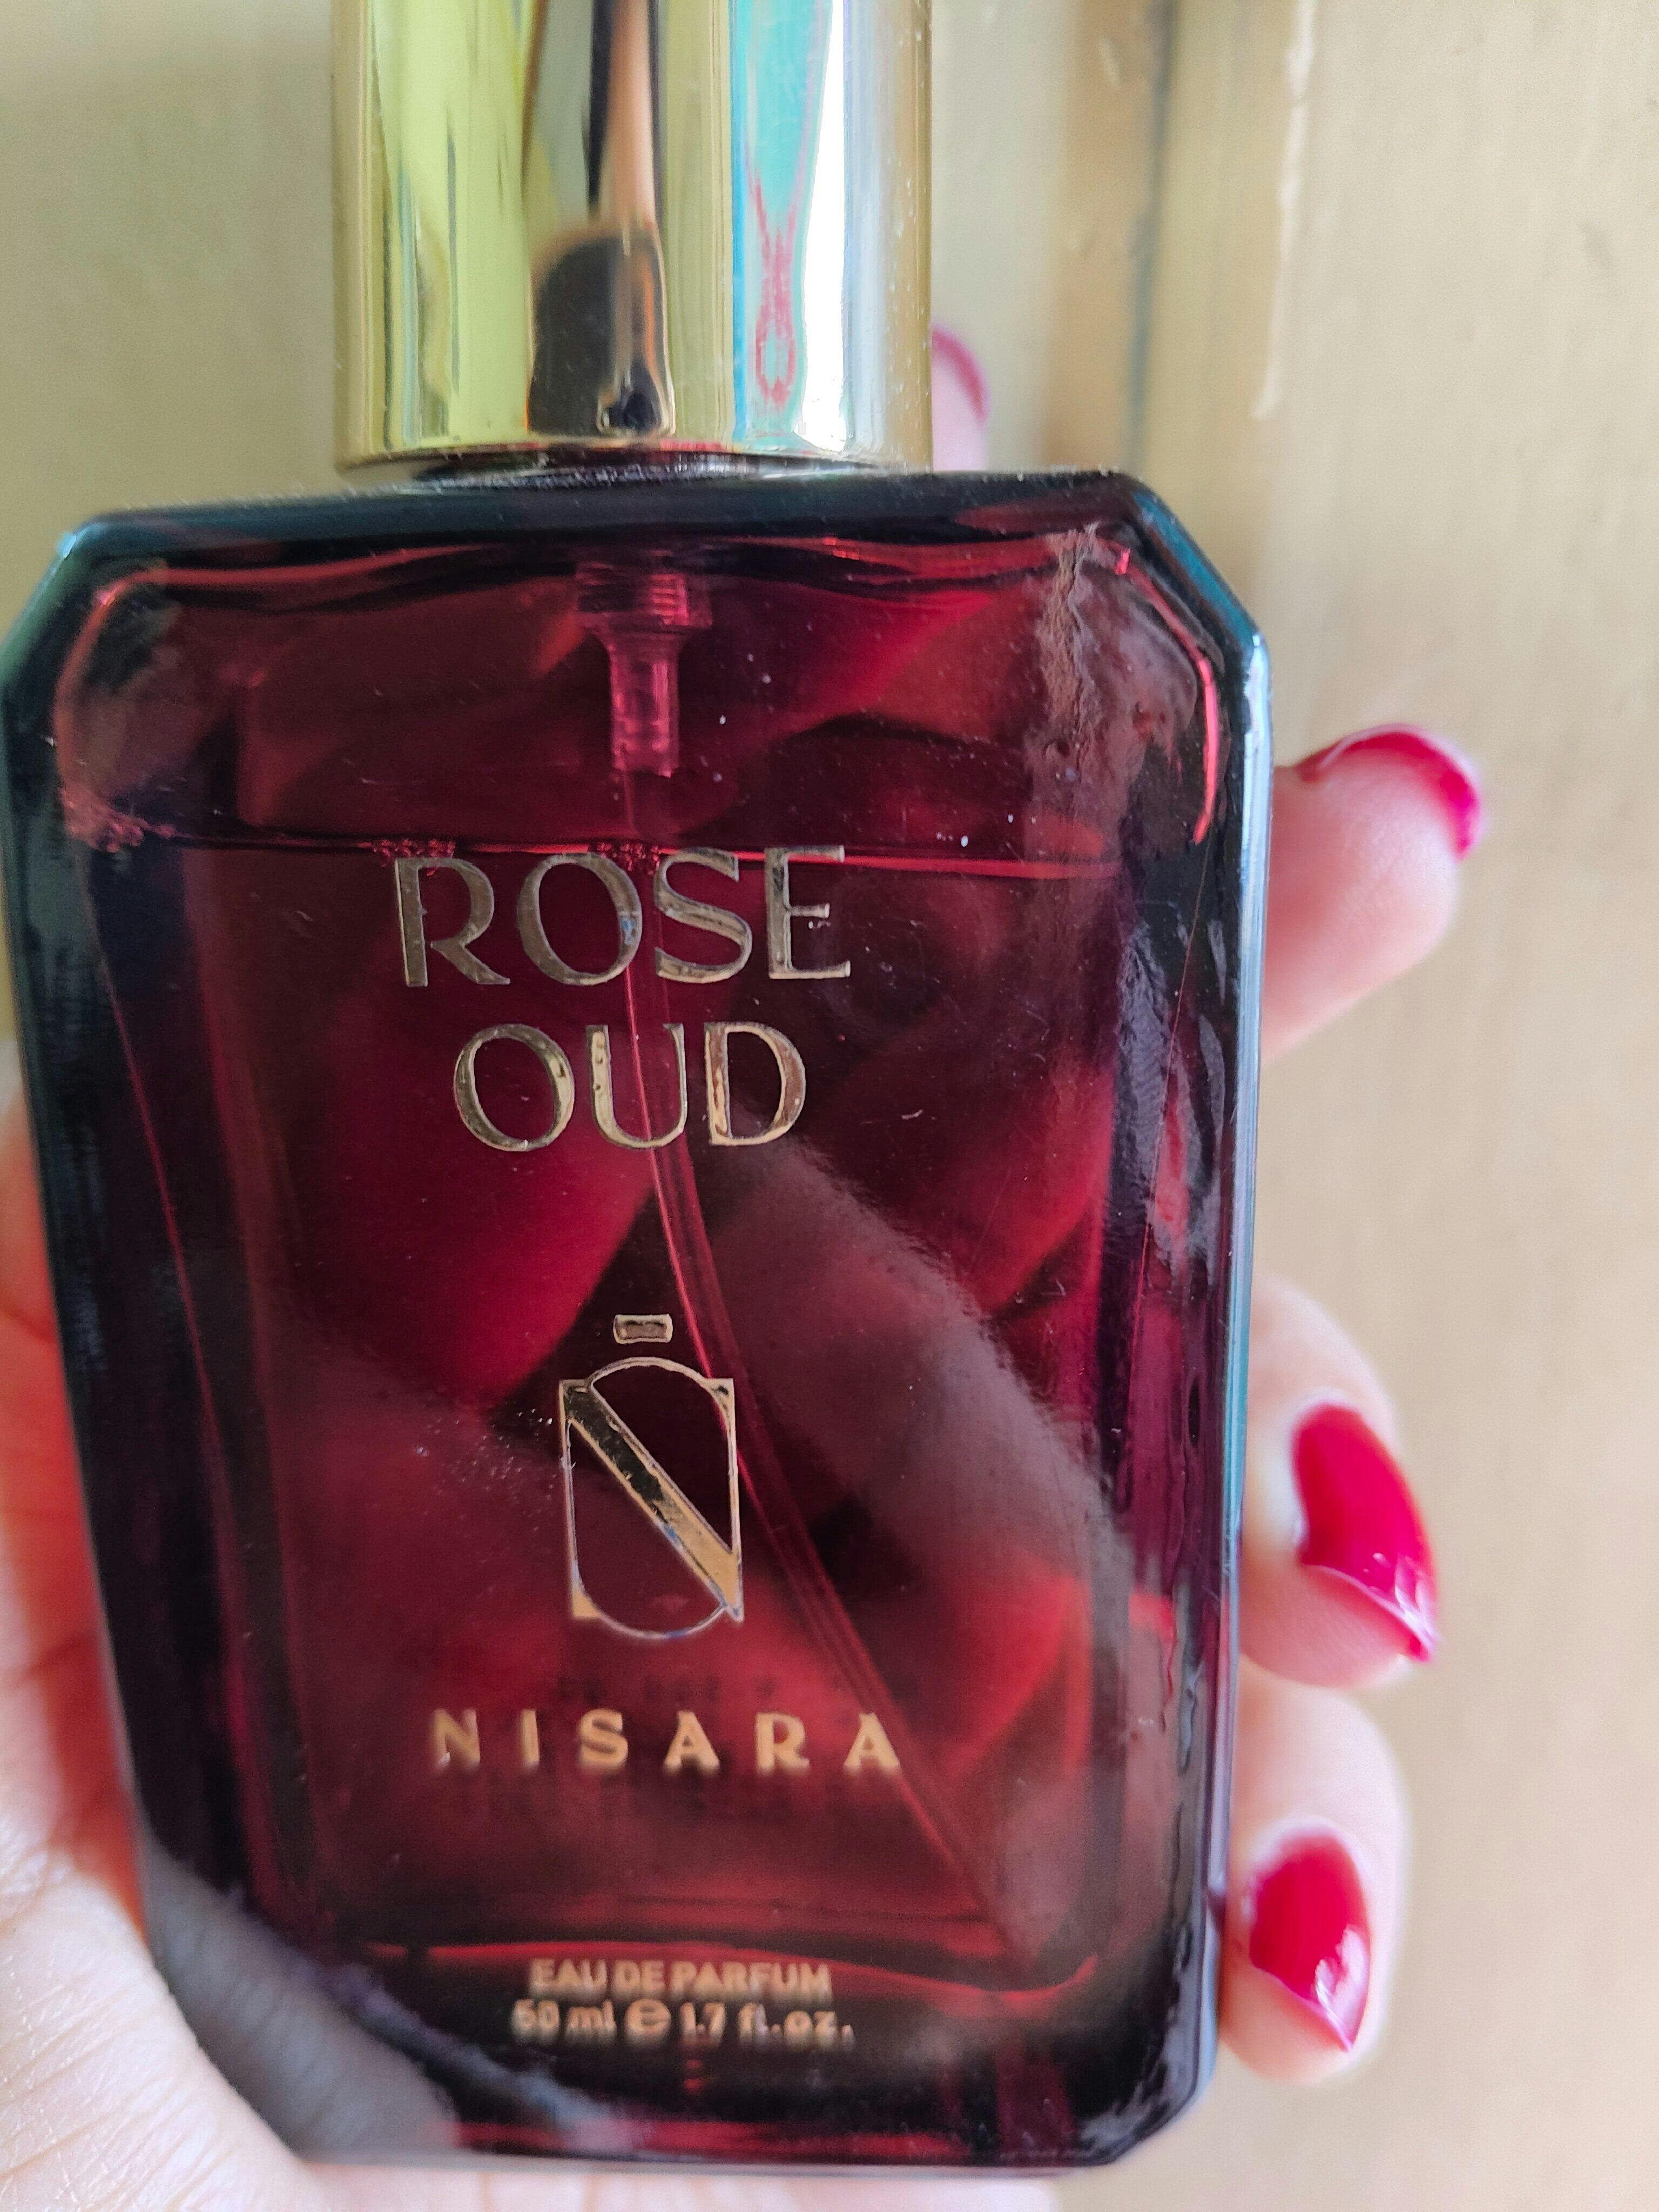 ROSE
OUD
NISARA
EAU DE PARFUM
50 ml e 1.7 fl.oz.